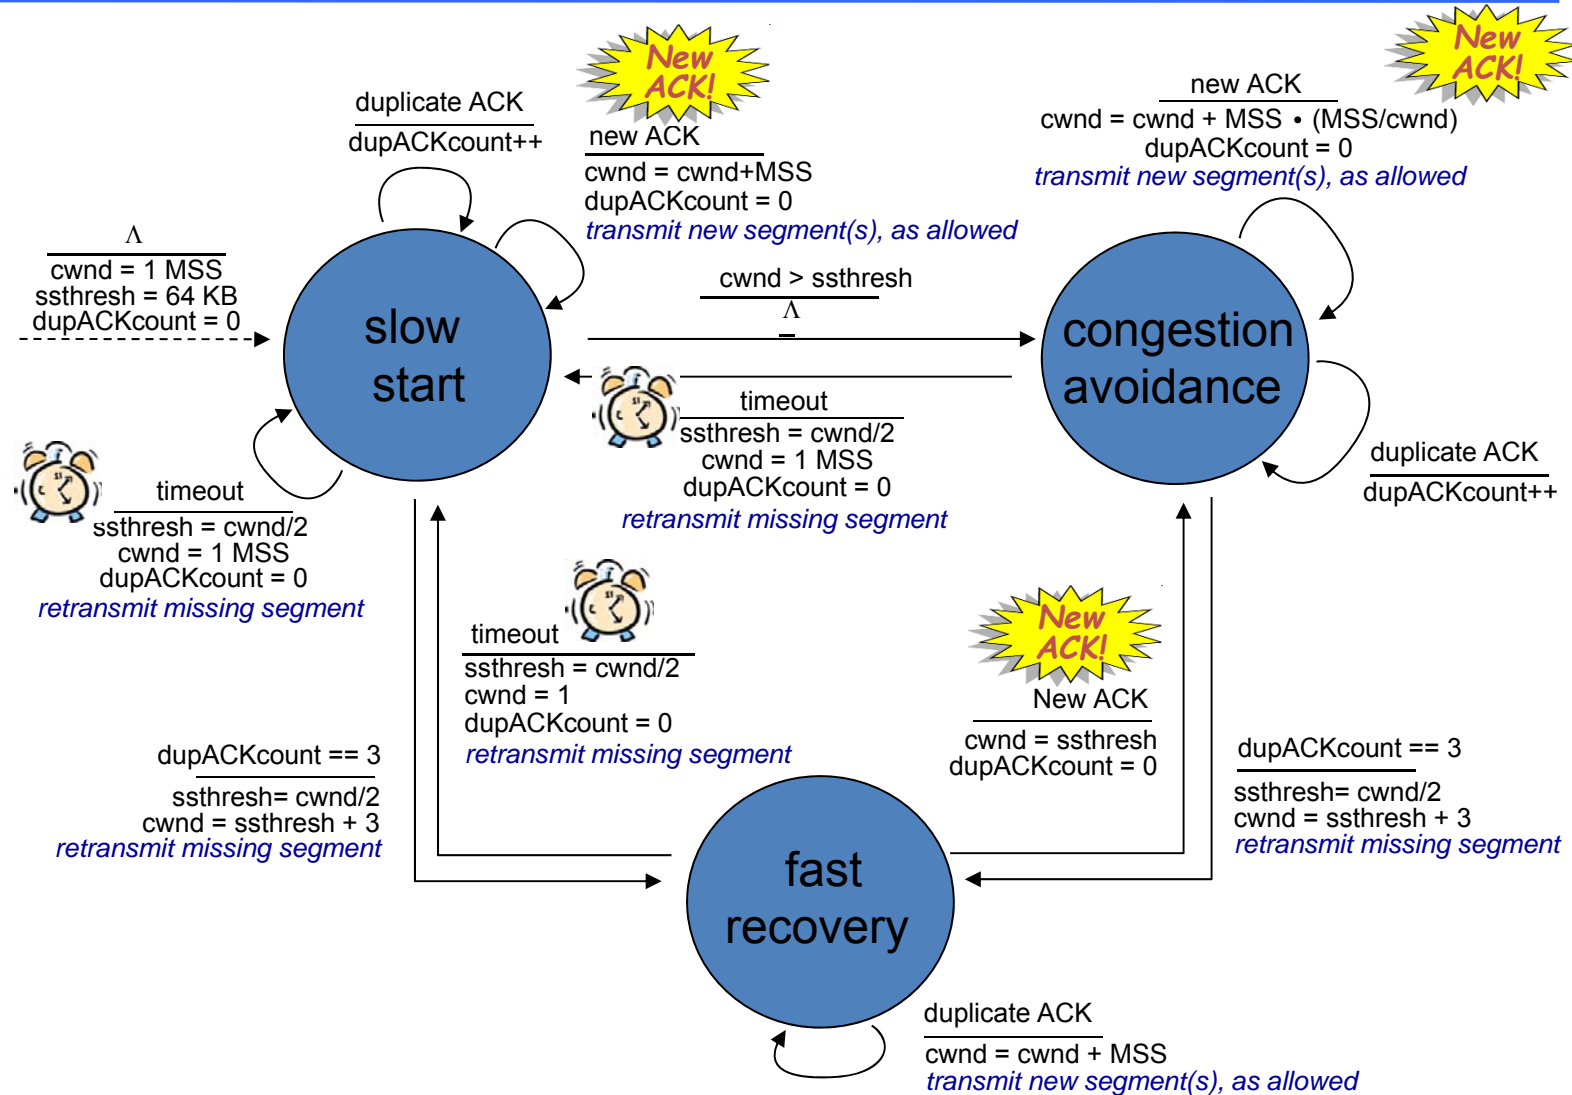 New
ACK!
New
ACK!
duplicate ACK
dupACKcount++
new ACK
cwnd = cwnd+MSS
dupACKcount = 0
transmit new segment(s), as allowed
new ACK
cwnd = cwnd + MSS • (MSS/cwnd)
dupACKcount = 0
transmit new segment(s), as allowed
Λ
cwnd = 1 MSS
ssthresh = 64 KB
dupACKcount = 0
slow
start
cwnd > ssthresh
Λ
congestion
avoidance
timeout
ssthresh = cwnd/2
cwnd = 1 MSS
dupACKcount = 0
retransmit missing segment
duplicate ACK
dupACKcount++
timeout
ssthresh = cwnd/2
cwnd = 1 MSS
dupACKcount = 0
retransmit missing segment
timeout
ssthresh = cwnd/2
cwnd = 1
dupACKcount = 0
retransmit missing segment
New
ACK!
New ACK
cwnd = ssthresh
dupACKcount = 0
dupACKcount == 3
ssthresh= cwnd/2
cwnd = ssthresh + 3
retransmit missing segment
dupACKcount == 3
ssthresh= cwnd/2
cwnd = ssthresh + 3
retransmit missing segment
fast
recovery
duplicate ACK
cwnd = cwnd + MSS
transmit new segment(s), as allowed